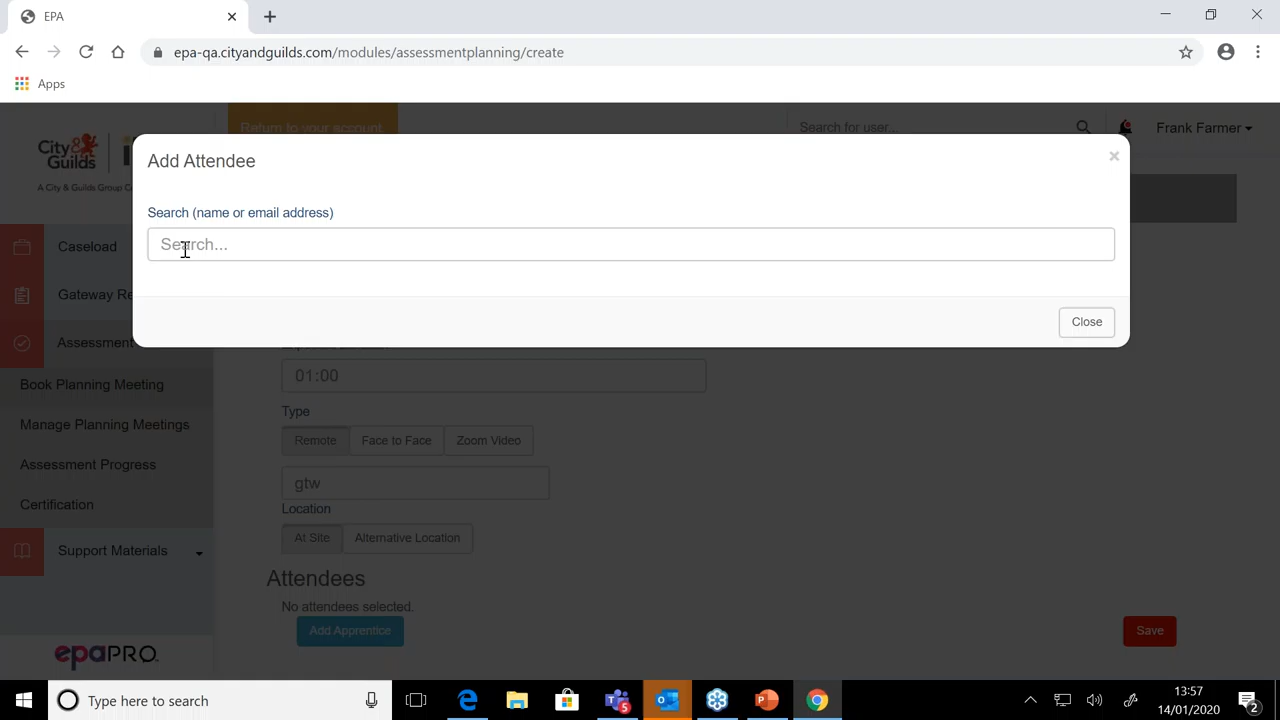 EPA
epa-qa.cityandguilds.com/modules/assessmentplanning/create
Apps
City& Guilds
A City & Guilds Group C
Return to your account
Search for user...
Frank Farmer
Add Attendee
×
Search (name or email address)
Search...
Close
Caseload
Gateway Re
Assessment
Book Planning Meeting
Manage Planning Meetings
Assessment Progress
Certification
Support Materials
01:00
Type
Remote
Face to Face
Zoom Video
gtw
Location
At Site
Alternative Location
Attendees
No attendees selected.
Add Apprentice
Save
epaPRO.
Type here to search
5
13:57
14/01/2020
2